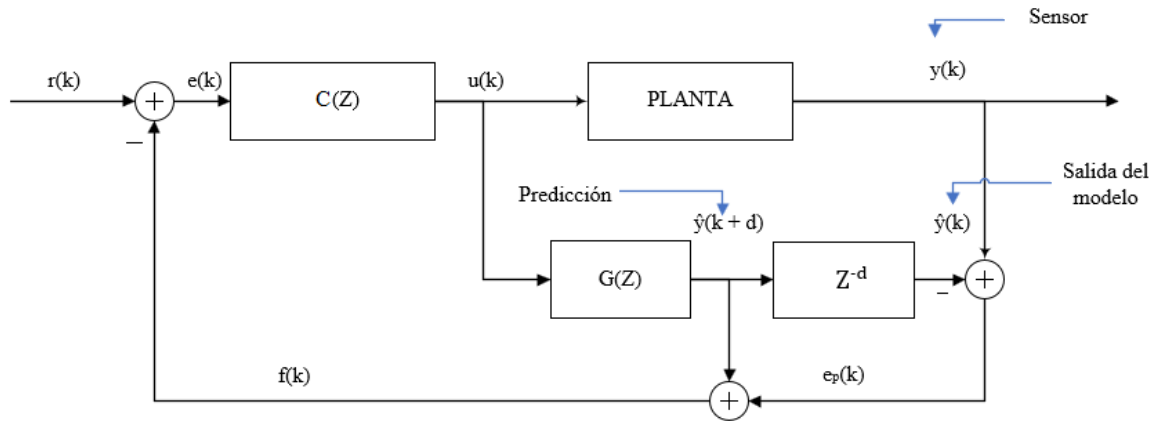 Sensor
r(k)
e(k)
C(Z)
u(k)
PLANTA
y(k)
Predicción
Salida del
modelo
ŷ(k + d)
ŷ(k)
G(Z)
Z-d
f(k)
ep(k)